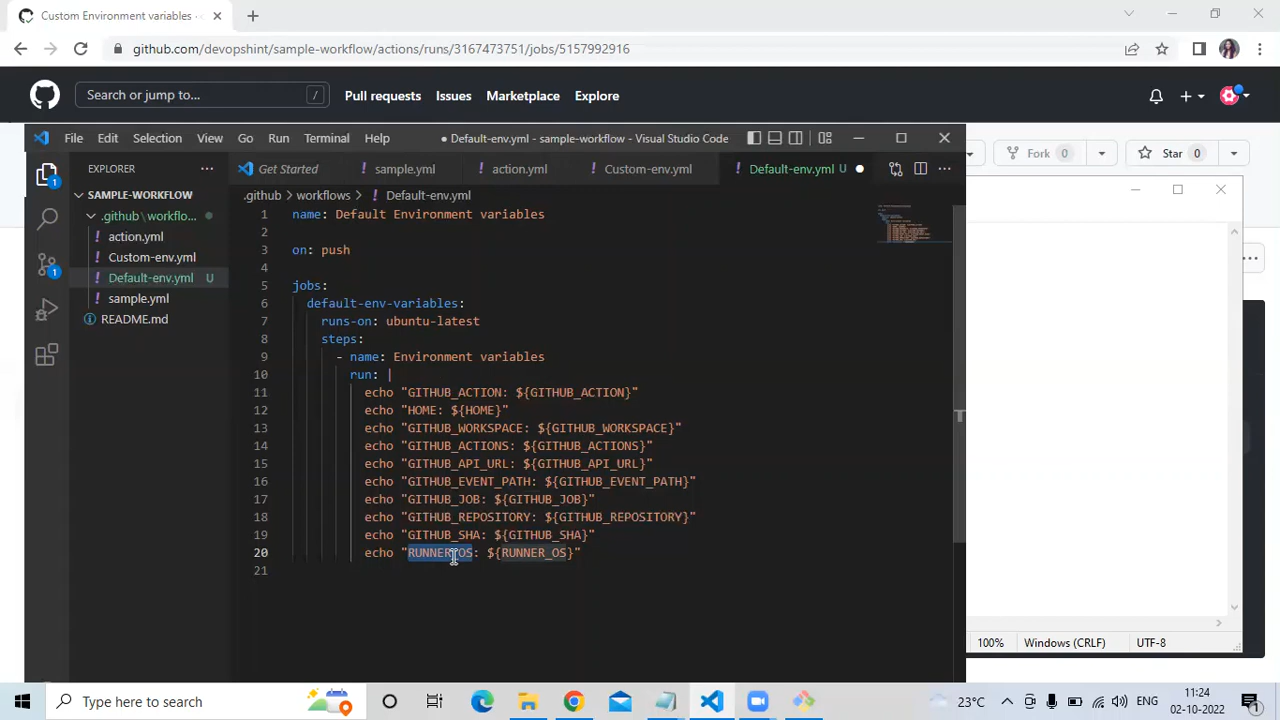 Custom Environment variables
github.com/devopshint/sample-workflow/actions/runs/3167473751/jobs/5157992916
Search or jump to...
/
Pull requests
Issues
Marketplace
Explore
File Edit Selection View Go Run Terminal Help
● Default-env.yml - sample-workflow - Visual Studio Code
Fork 0
Star 0
EXPLORER
Get Started
! sample.yml
! action.yml
! Custom-env.yml
! Default-env.yml U
SAMPLE-WORKFLOW
.github\workflo...
! action.yml
! Custom-env.yml
! Default-env.yml U
! sample.yml
README.md
.github > workflows > ! Default-env.yml
1 name: Default Environment variables
2
3 on: push
4
5 jobs:
6 default-env-variables:
7 runs-on: ubuntu-latest
8 steps:
9 - name: Environment variables
10 run: |
11 echo "GITHUB_ACTION: ${GITHUB_ACTION}"
12 echo "HOME: ${HOME}"
13 echo "GITHUB_WORKSPACE: ${GITHUB_WORKSPACE}"
14 echo "GITHUB_ACTIONS: ${GITHUB_ACTIONS}"
15 echo "GITHUB_API_URL: ${GITHUB_API_URL}"
16 echo "GITHUB_EVENT_PATH: ${GITHUB_EVENT_PATH}"
17 echo "GITHUB_JOB: ${GITHUB_JOB}"
18 echo "GITHUB_REPOSITORY: ${GITHUB_REPOSITORY}"
19 echo "GITHUB_SHA: ${GITHUB_SHA}"
20 echo "RUNNER_OS: ${RUNNER_OS}"
21
100%
Windows (CRLF)
UTF-8
Type here to search
23°C
ENG
11:24
02-10-2022